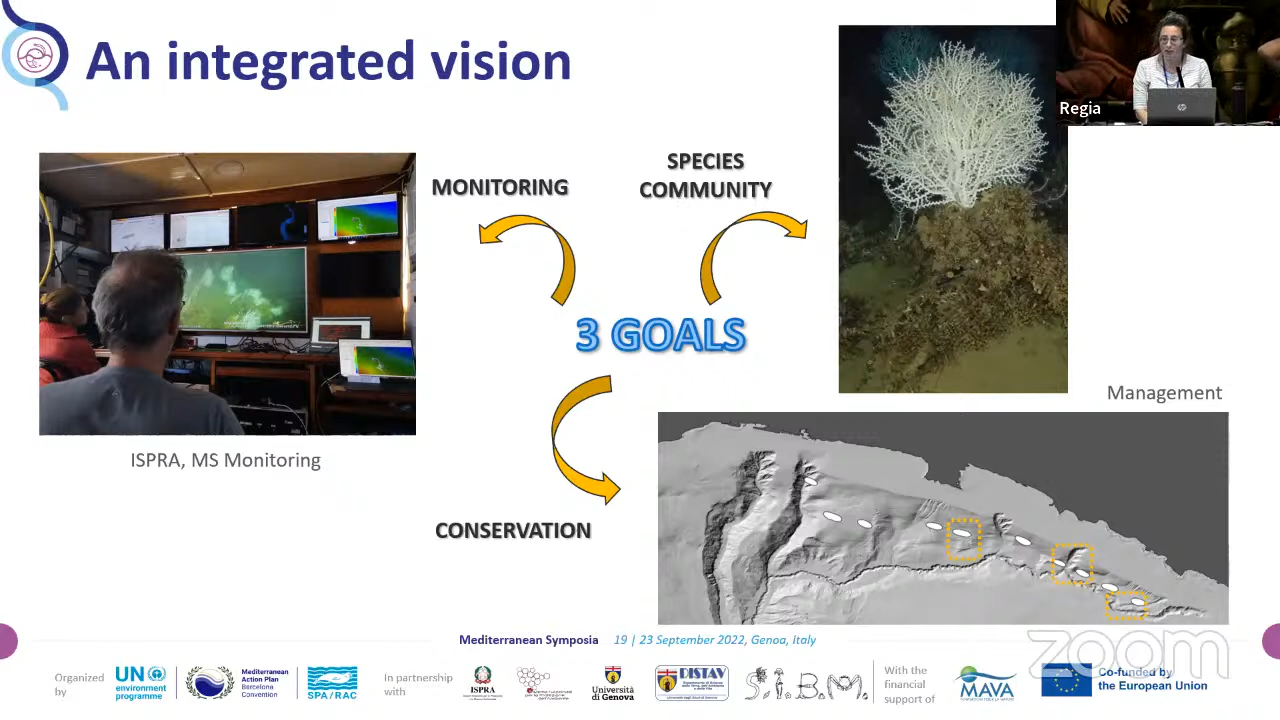 An integrated vision
Regia
MONITORING
SPECIES
COMMUNITY
3 GOALS
Management
ISPRA, MS Monitoring
CONSERVATION
Mediterranean Symposia 19 | 23 September 2022, Genoa, Italy
zoom
Organized
by
UN
environment
programme
Mediterranean
Action Plan
Barcelona
Convention
SPA/RAC
In partnership
with
ISPRA
Università
di Genova
DISTAV
S.I.B.M.
With the
financial
support of
MAVA
Co-funded by
the European Union